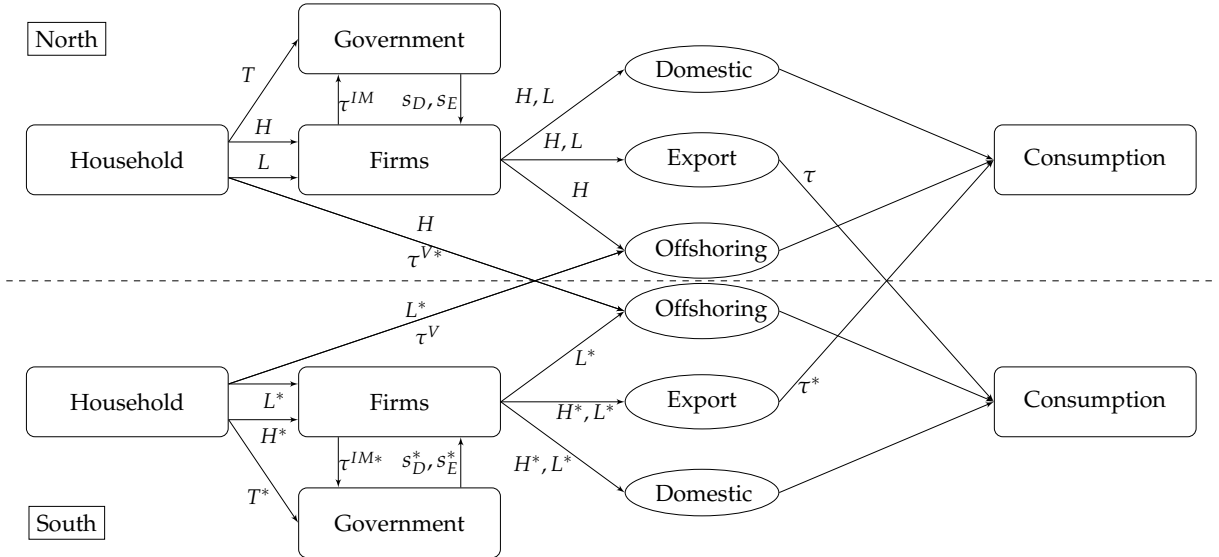 North
Government
T
τ^{IM}
s_D, s_E
H
L
Household
Firms
H, L
H, L
H
Domestic
Export
Offshoring
τ
Consumption
H
τ^{V*}
L*
τ^V
Offshoring
Household
L*
H*
Firms
L*
H*, L*
H*, L*
Export
τ*
Consumption
τ^{IM*}
s*_D, s*_E
T*
Domestic
South
Government